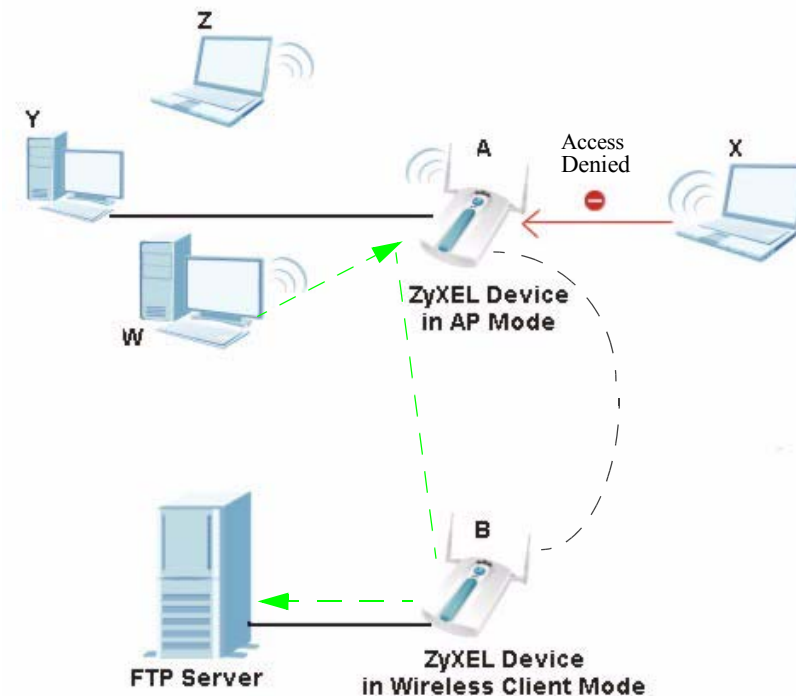 Z
Y
A
Access
Denied
X
ZyXEL Device
in AP Mode
W
B
FTP Server
ZyXEL Device
in Wireless Client Mode